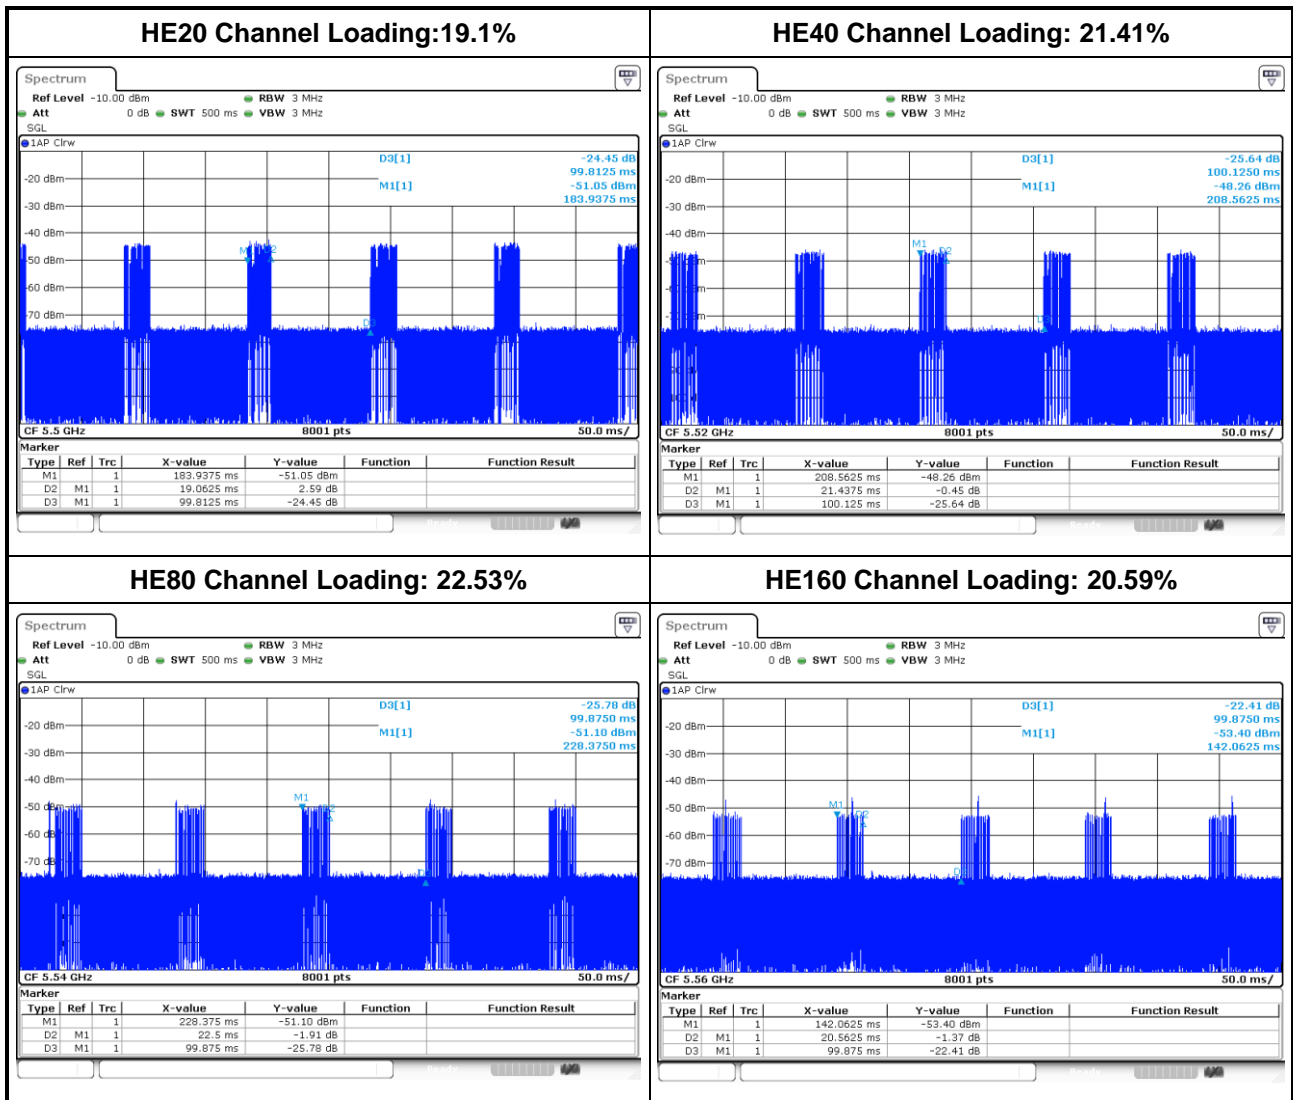 HE20 Channel Loading:19.1%
Spectrum
Ref Level -10.00 dBm RBW 3 MHz
Att 0 dB SWT 500 ms VBW 3 MHz
SGL
1AP Clrw
D3[1] -24.45 dB
99.8125 ms
M1[1] -51.05 dBm
183.9375 ms
-20 dBm
-30 dBm
-40 dBm
-50 dBm
-60 dBm
-70 dBm
CF 5.5 GHz 8001 pts 50.0 ms/
Marker
Type Ref Trc X-value Y-value Function Function Result
M1 1 183.9375 ms -51.05 dBm
D2 M1 1 19.0625 ms 2.59 dB
D3 M1 1 99.8125 ms -24.45 dB
HE40 Channel Loading: 21.41%
Spectrum
Ref Level -10.00 dBm RBW 3 MHz
Att 0 dB SWT 500 ms VBW 3 MHz
SGL
1AP Clrw
D3[1] -25.64 dB
100.1250 ms
M1[1] -48.26 dBm
208.5625 ms
-20 dBm
-30 dBm
-40 dBm
M1
D2
CF 5.52 GHz 8001 pts 50.0 ms/
Marker
Type Ref Trc X-value Y-value Function Function Result
M1 1 208.5625 ms -48.26 dBm
D2 M1 1 21.4375 ms -0.45 dB
D3 M1 1 100.125 ms -25.64 dB
HE80 Channel Loading: 22.53%
Spectrum
Ref Level -10.00 dBm RBW 3 MHz
Att 0 dB SWT 500 ms VBW 3 MHz
SGL
1AP Clrw
D3[1] -25.78 dB
99.8750 ms
M1[1] -51.10 dBm
228.3750 ms
-20 dBm
-30 dBm
-40 dBm
M1
-50 dBm
-60 dBm
-70 dBm
CF 5.54 GHz 8001 pts 50.0 ms/
Marker
Type Ref Trc X-value Y-value Function Function Result
M1 1 228.375 ms -51.10 dBm
D2 M1 1 22.5 ms -1.91 dB
D3 M1 1 99.875 ms -25.78 dB
HE160 Channel Loading: 20.59%
Spectrum
Ref Level -10.00 dBm RBW 3 MHz
Att 0 dB SWT 500 ms VBW 3 MHz
SGL
1AP Clrw
D3[1] -22.41 dB
99.8750 ms
M1[1] -53.40 dBm
142.0625 ms
-20 dBm
-30 dBm
-40 dBm
-50 dBm
M1
D2
-60 dBm
-70 dBm
CF 5.56 GHz 8001 pts 50.0 ms/
Marker
Type Ref Trc X-value Y-value Function Function Result
M1 1 142.0625 ms -53.40 dBm
D2 M1 1 20.5625 ms -1.37 dB
D3 M1 1 99.875 ms -22.41 dB